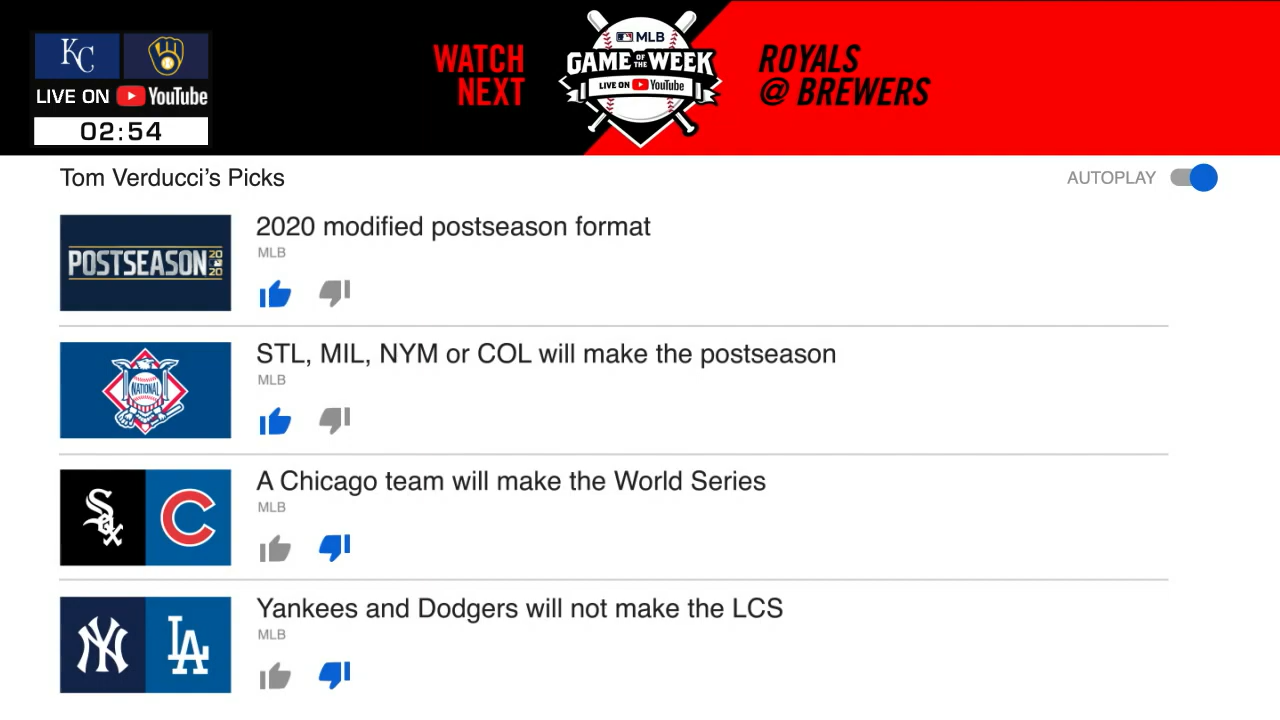 KC
LIVE ON YouTube
02:54
WATCH
NEXT
MLB
GAME OF THE WEEK
LIVE ON YouTube
ROYALS
@ BREWERS
Tom Verducci’s Picks
AUTOPLAY
POSTSEASON 2020
2020 modified postseason format
MLB
NATIONAL
STL, MIL, NYM or COL will make the postseason
MLB
Sox
C
A Chicago team will make the World Series
MLB
NY
LA
Yankees and Dodgers will not make the LCS
MLB